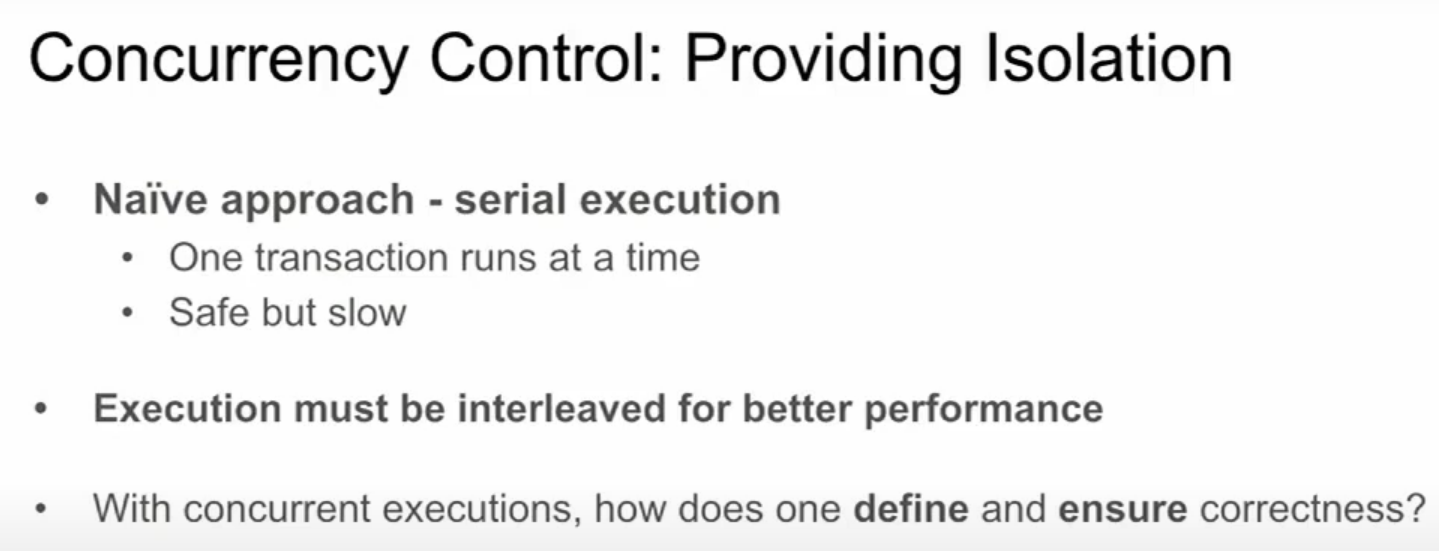 Concurrency Control: Providing Isolation
• Naïve approach - serial execution
• One transaction runs at a time
• Safe but slow
• Execution must be interleaved for better performance
• With concurrent executions, how does one define and ensure correctness?